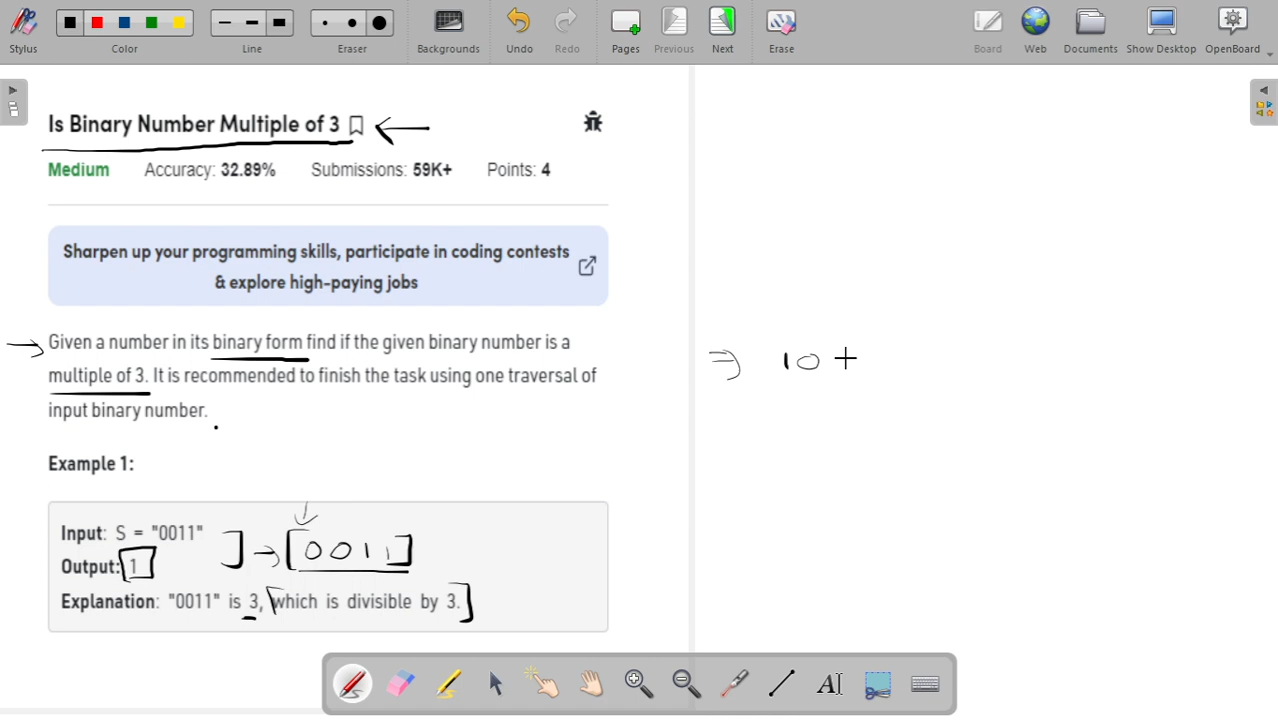 Stylus Color Line Eraser Backgrounds Undo Redo Pages Previous Next Erase Board Web Documents Show Desktop OpenBoard
Is Binary Number Multiple of 3
Medium Accuracy: 32.89% Submissions: 59K+ Points: 4
Sharpen up your programming skills, participate in coding contests
& explore high-paying jobs
Given a number in its binary form find if the given binary number is a
multiple of 3. It is recommended to finish the task using one traversal of
input binary number.
⇒ 10 +
Example 1:
Input: S = "0011"
] → [0011]
Output: 1
Explanation: "0011" is 3, which is divisible by 3.